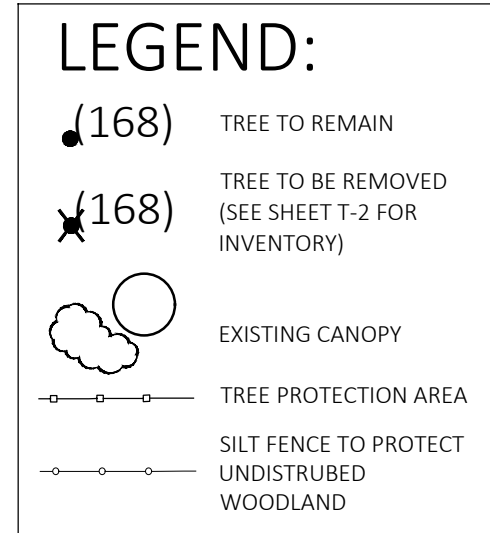 LEGEND:
(168) TREE TO REMAIN
(168) TREE TO BE REMOVED
(SEE SHEET T-2 FOR
INVENTORY)
EXISTING CANOPY
TREE PROTECTION AREA
SILT FENCE TO PROTECT
UNDISTRUBED
WOODLAND